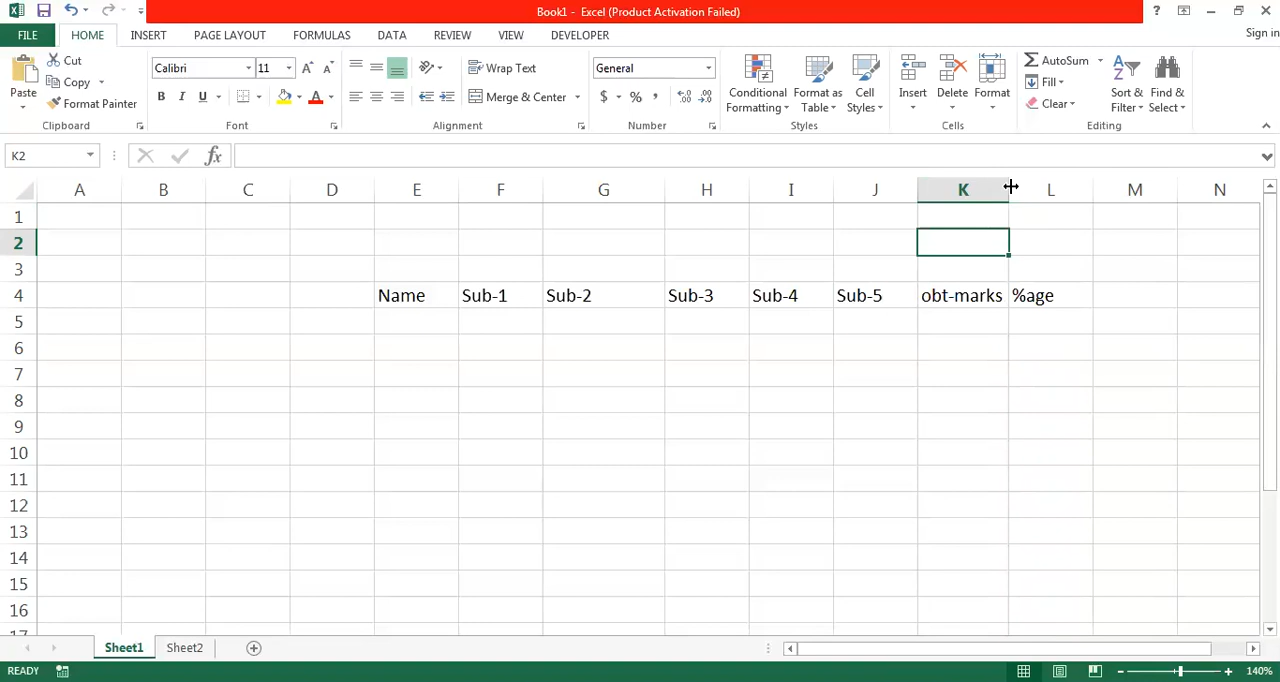 Book1 - Excel (Product Activation Failed)
?
FILE HOME INSERT PAGE LAYOUT FORMULAS DATA REVIEW VIEW DEVELOPER Sign in
Paste
Cut
Copy
Format Painter
Clipboard
Calibri 11
B I U A
Font
Wrap Text
Merge & Center
Alignment
General
$ % ,
Number
Conditional Formatting
Format as Table
Cell Styles
Styles
Insert
Delete
Format
Cells
AutoSum
Fill
Clear
Sort & Filter
Find & Select
Editing
K2
fx
A B C D E F G H I J K L M N
1
2
3
4 Name Sub-1 Sub-2 Sub-3 Sub-4 Sub-5 obt-marks %age
5
6
7
8
9
10
11
12
13
14
15
16
17
Sheet1 Sheet2
READY 140%